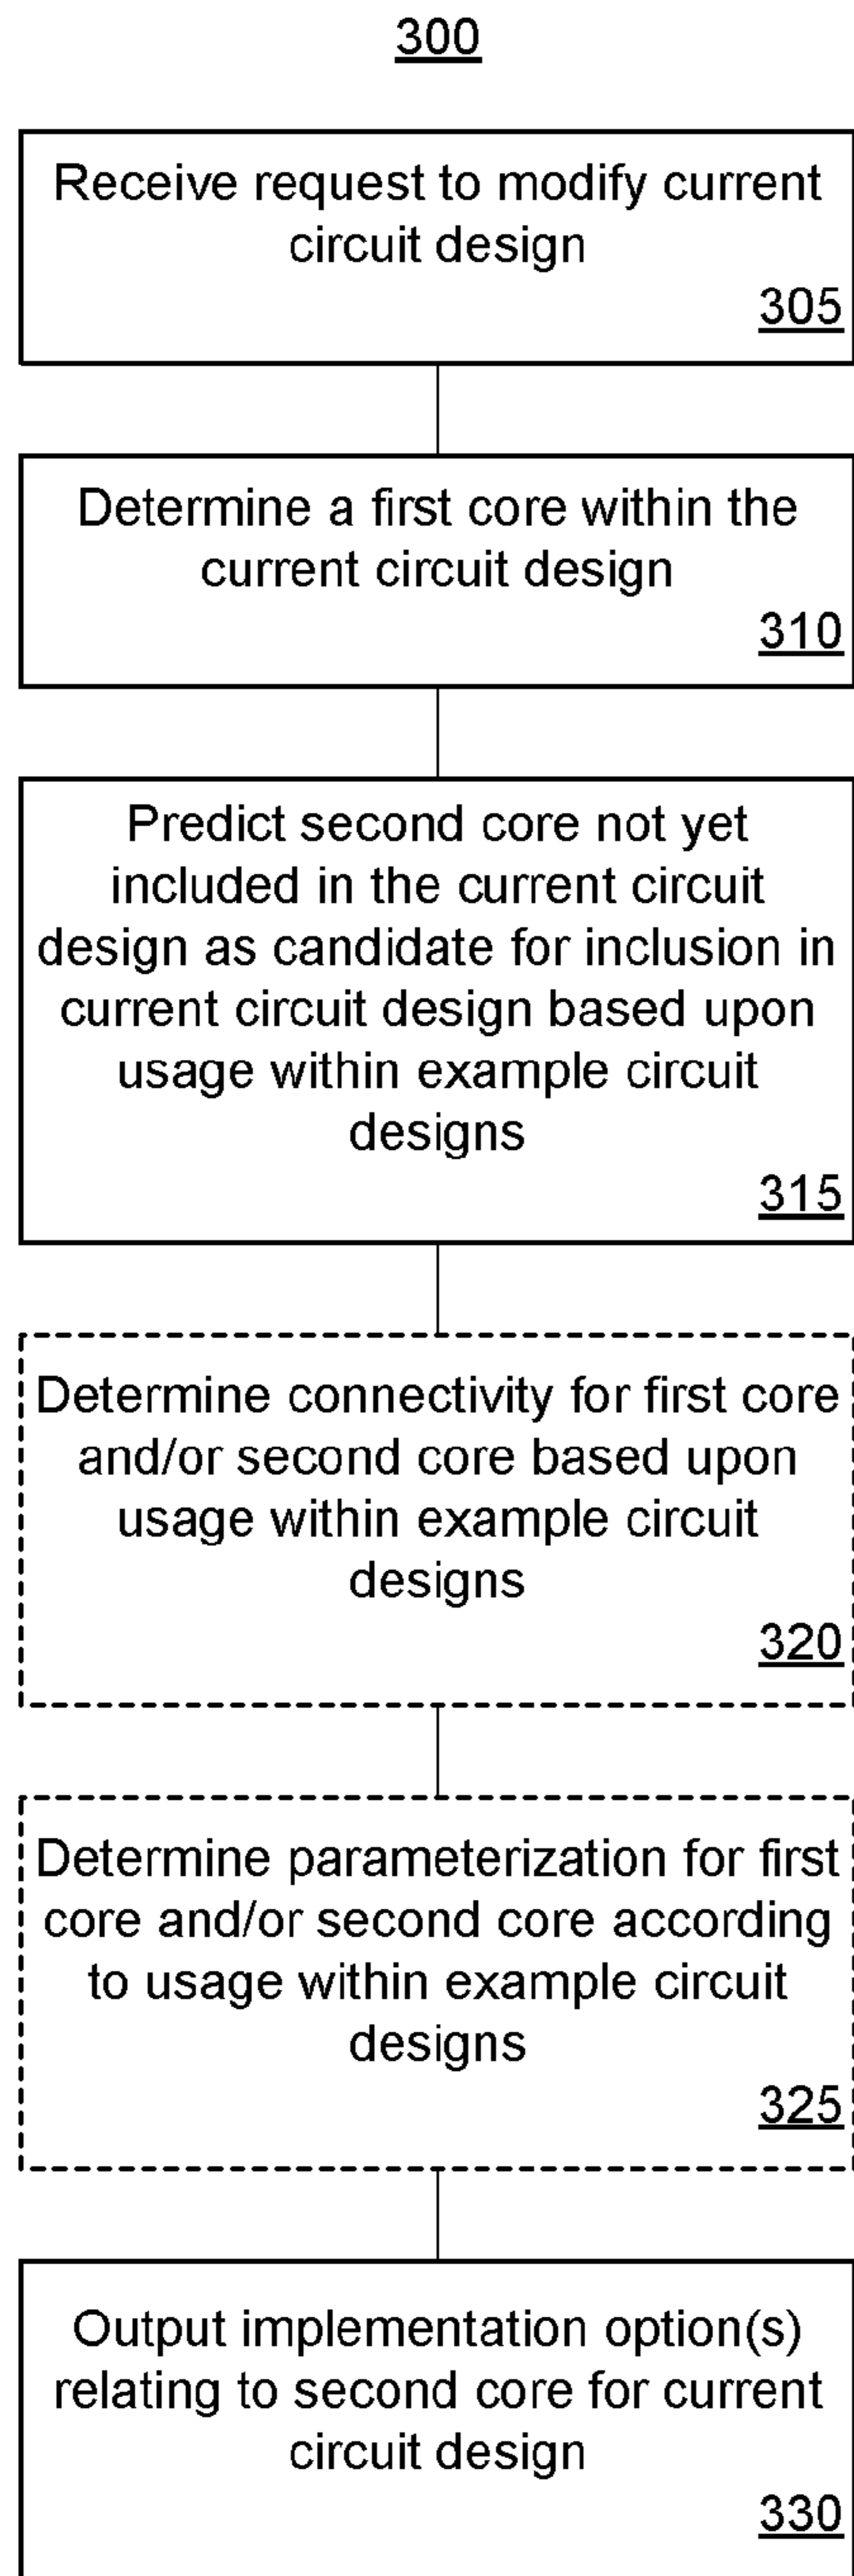 300
Receive request to modify current
circuit design
305
Determine a first core within the
current circuit design
310
Predict second core not yet
included in the current circuit
design as candidate for inclusion in
current circuit design based upon
usage within example circuit
designs
315
Determine connectivity for first core
and/or second core based upon
usage within example circuit
designs
320
Determine parameterization for first
core and/or second core according
to usage within example circuit
designs
325
Output implementation option(s)
relating to second core for current
circuit design
330